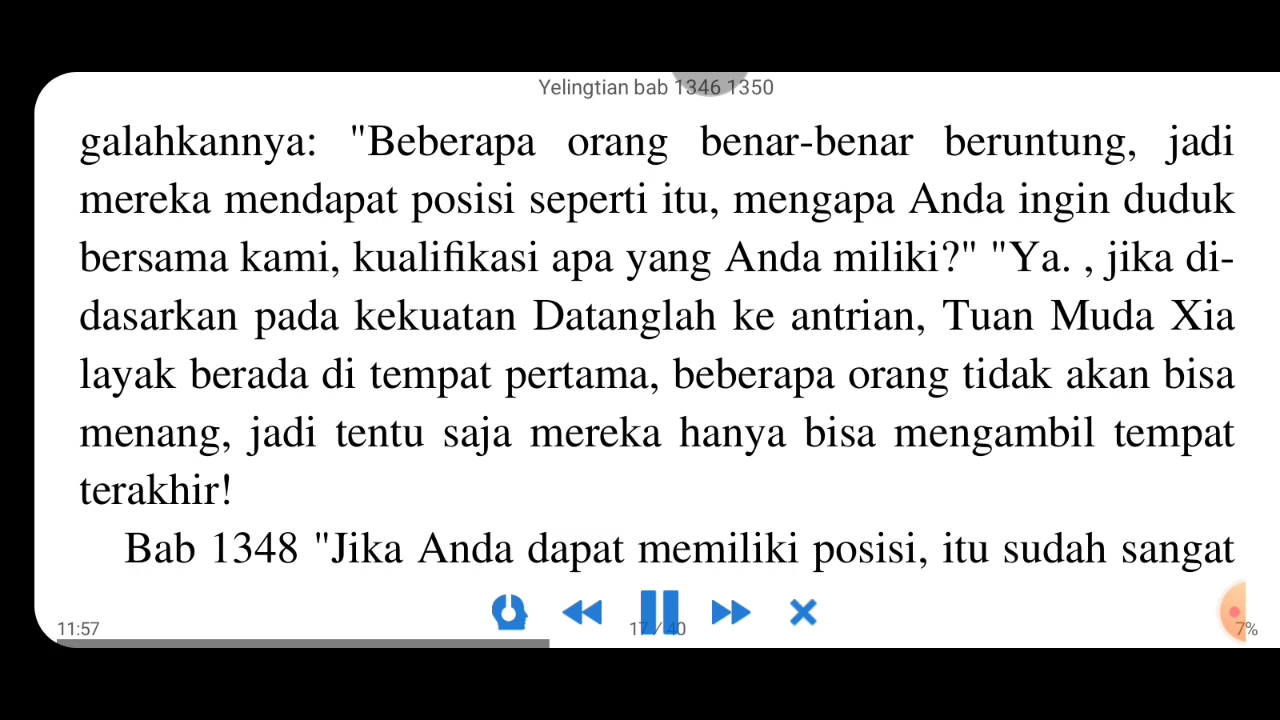 Yelingtian bab 1346 1350
galahkannya: "Beberapa orang benar-benar beruntung, jadi
mereka mendapat posisi seperti itu, mengapa Anda ingin duduk
bersama kami, kualifikasi apa yang Anda miliki?" "Ya. , jika di-
dasarkan pada kekuatan Datanglah ke antrian, Tuan Muda Xia
layak berada di tempat pertama, beberapa orang tidak akan bisa
menang, jadi tentu saja mereka hanya bisa mengambil tempat
terakhir!
Bab 1348 "Jika Anda dapat memiliki posisi, itu sudah sangat
11:57
17 / 40
7%